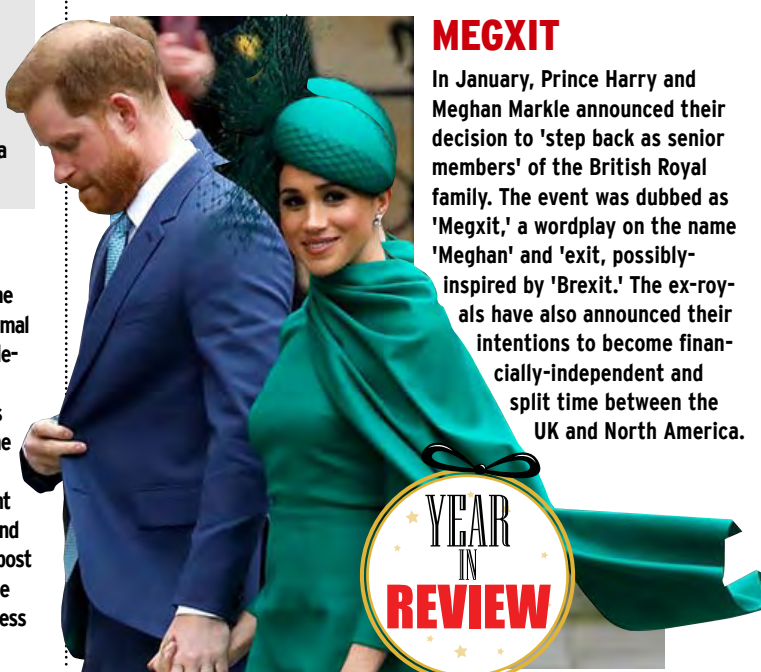 MEGXIT
In January, Prince Harry and
Meghan Markle announced their
decision to 'step back as senior
members' of the British Royal
family. The event was dubbed as
'Megxit,' a wordplay on the name
'Meghan' and 'exit, possibly-
inspired by 'Brexit.' The ex-roy-
als have also announced their
intentions to become finan-
cially-independent and
split time between the
UK and North America.
YEAR
IN
REVIEW
a
post